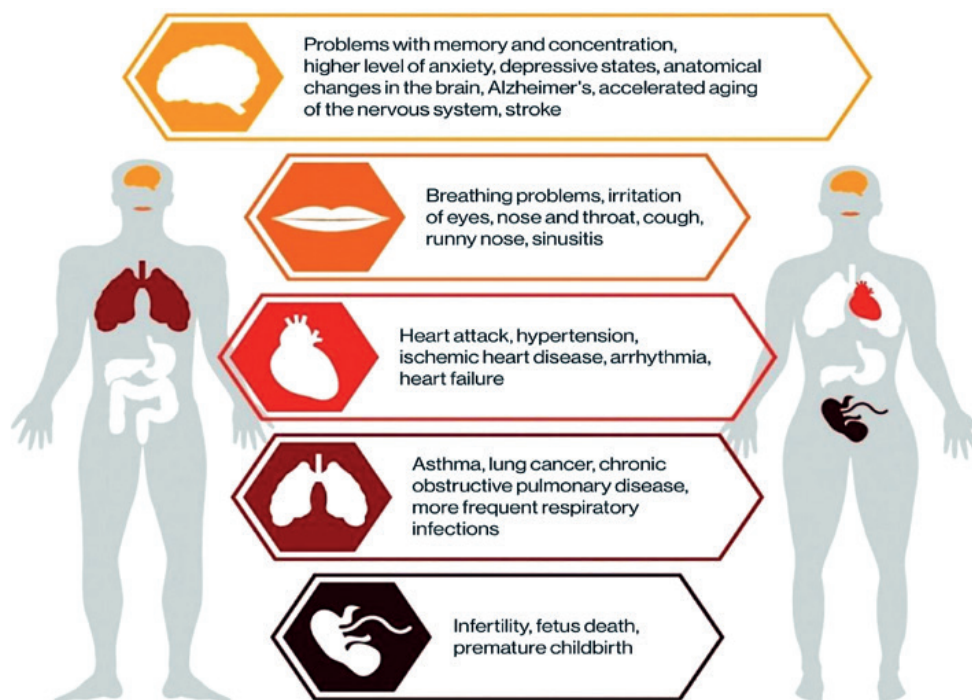 Problems with memory and concentration,
higher level of anxiety, depressive states, anatomical
changes in the brain, Alzheimer's, accelerated aging
of the nervous system, stroke
Breathing problems, irritation
of eyes, nose and throat, cough,
runny nose, sinusitis
Heart attack, hypertension,
ischemic heart disease, arrhythmia,
heart failure
Asthma, lung cancer, chronic
obstructive pulmonary disease,
more frequent respiratory
infections
Infertility, fetus death,
premature childbirth